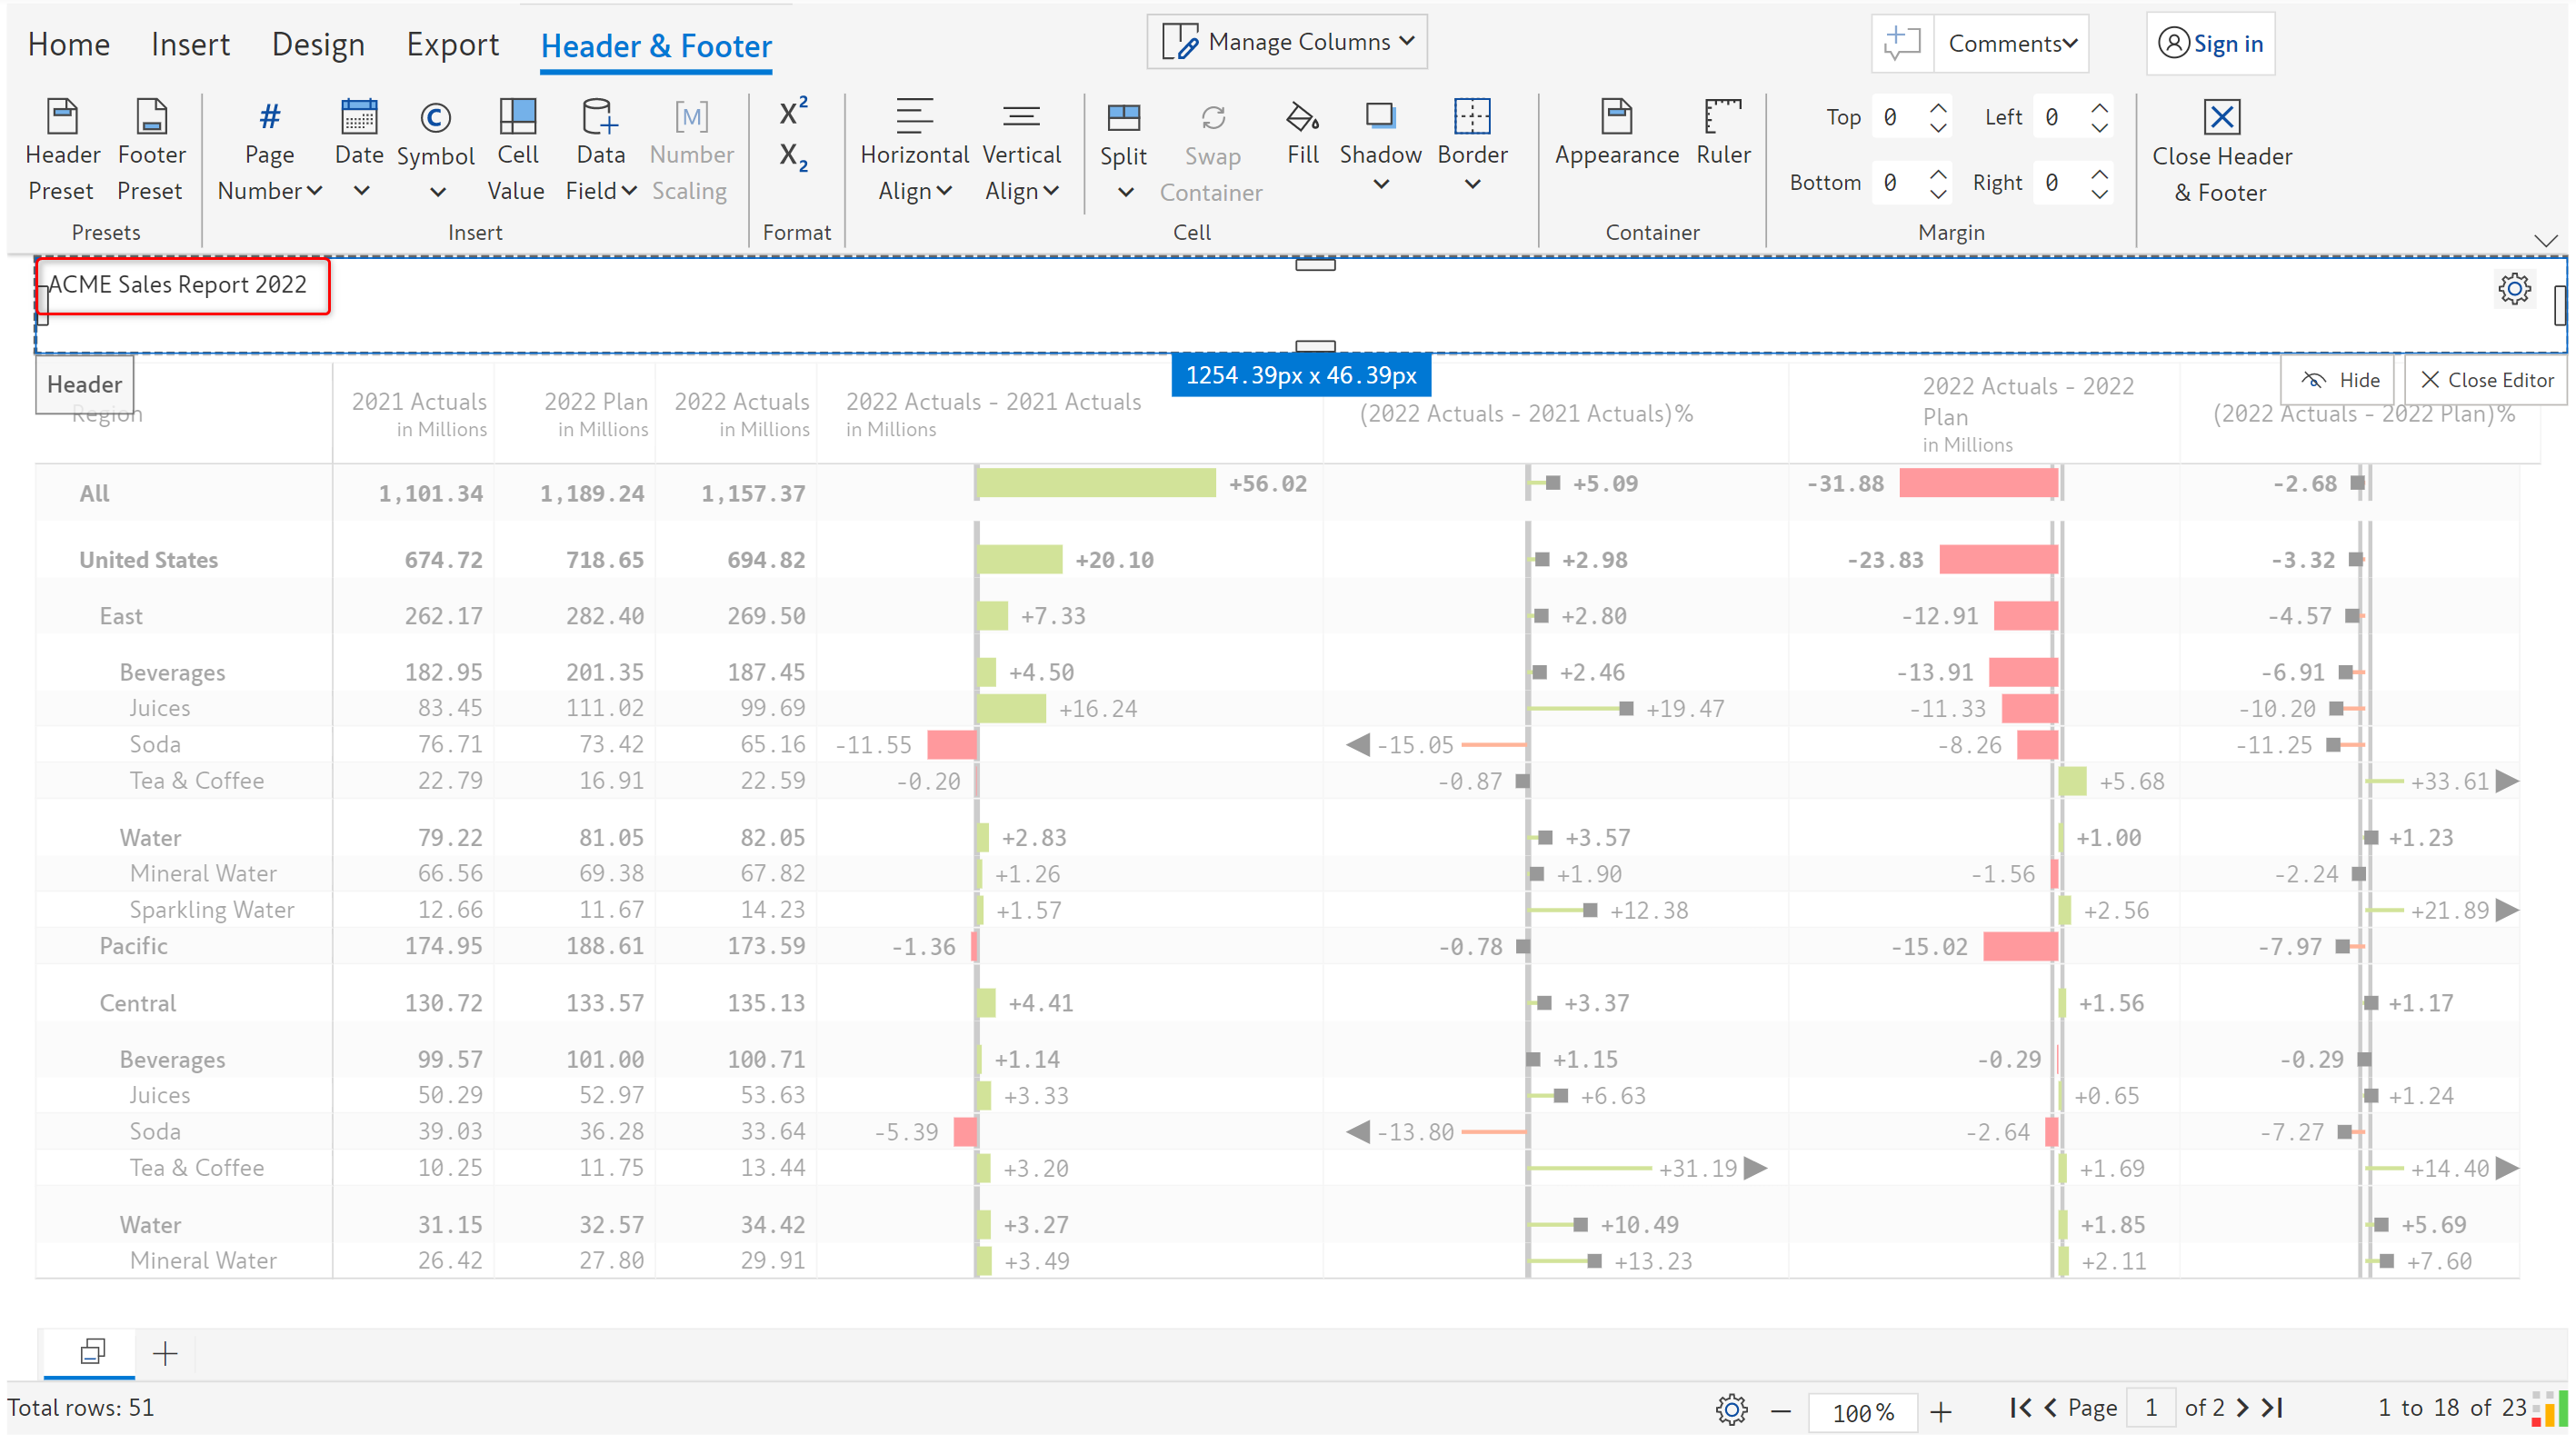 Home Insert Design Export Header & Footer Manage Columns Comments Sign in
Header Preset Footer Preset
Presets
# Page Number Date © Symbol Cell Value Data Field [M] Number Scaling
Insert
X² X₂
Format
Horizontal Align Vertical Align
Split Swap Container Fill Shadow Border
Cell
Appearance Ruler
Container
Top 0 Left 0
Bottom 0 Right 0
Margin
Close Header & Footer
ACME Sales Report 2022
1254.39px x 46.39px
Header
Hide Close Editor
Region
2021 Actuals in Millions
2022 Plan in Millions
2022 Actuals in Millions
2022 Actuals - 2021 Actuals in Millions
(2022 Actuals - 2021 Actuals)%
2022 Actuals - 2022 Plan in Millions
(2022 Actuals - 2022 Plan)%
All 1,101.34 1,189.24 1,157.37 +56.02 +5.09 -31.88 -2.68
United States 674.72 718.65 694.82 +20.10 +2.98 -23.83 -3.32
East 262.17 282.40 269.50 +7.33 +2.80 -12.91 -4.57
Beverages 182.95 201.35 187.45 +4.50 +2.46 -13.91 -6.91
Juices 83.45 111.02 99.69 +16.24 +19.47 -11.33 -10.20
Soda 76.71 73.42 65.16 -11.55 -15.05 -8.26 -11.25
Tea & Coffee 22.79 16.91 22.59 -0.20 -0.87 +5.68 +33.61
Water 79.22 81.05 82.05 +2.83 +3.57 +1.00 +1.23
Mineral Water 66.56 69.38 67.82 +1.26 +1.90 -1.56 -2.24
Sparkling Water 12.66 11.67 14.23 +1.57 +12.38 +2.56 +21.89
Pacific 174.95 188.61 173.59 -1.36 -0.78 -15.02 -7.97
Central 130.72 133.57 135.13 +4.41 +3.37 +1.56 +1.17
Beverages 99.57 101.00 100.71 +1.14 +1.15 -0.29 -0.29
Juices 50.29 52.97 53.63 +3.33 +6.63 +0.65 +1.24
Soda 39.03 36.28 33.64 -5.39 -13.80 -2.64 -7.27
Tea & Coffee 10.25 11.75 13.44 +3.20 +31.19 +1.69 +14.40
Water 31.15 32.57 34.42 +3.27 +10.49 +1.85 +5.69
Mineral Water 26.42 27.80 29.91 +3.49 +13.23 +2.11 +7.60
Total rows: 51 100% Page 1 of 2 1 to 18 of 23